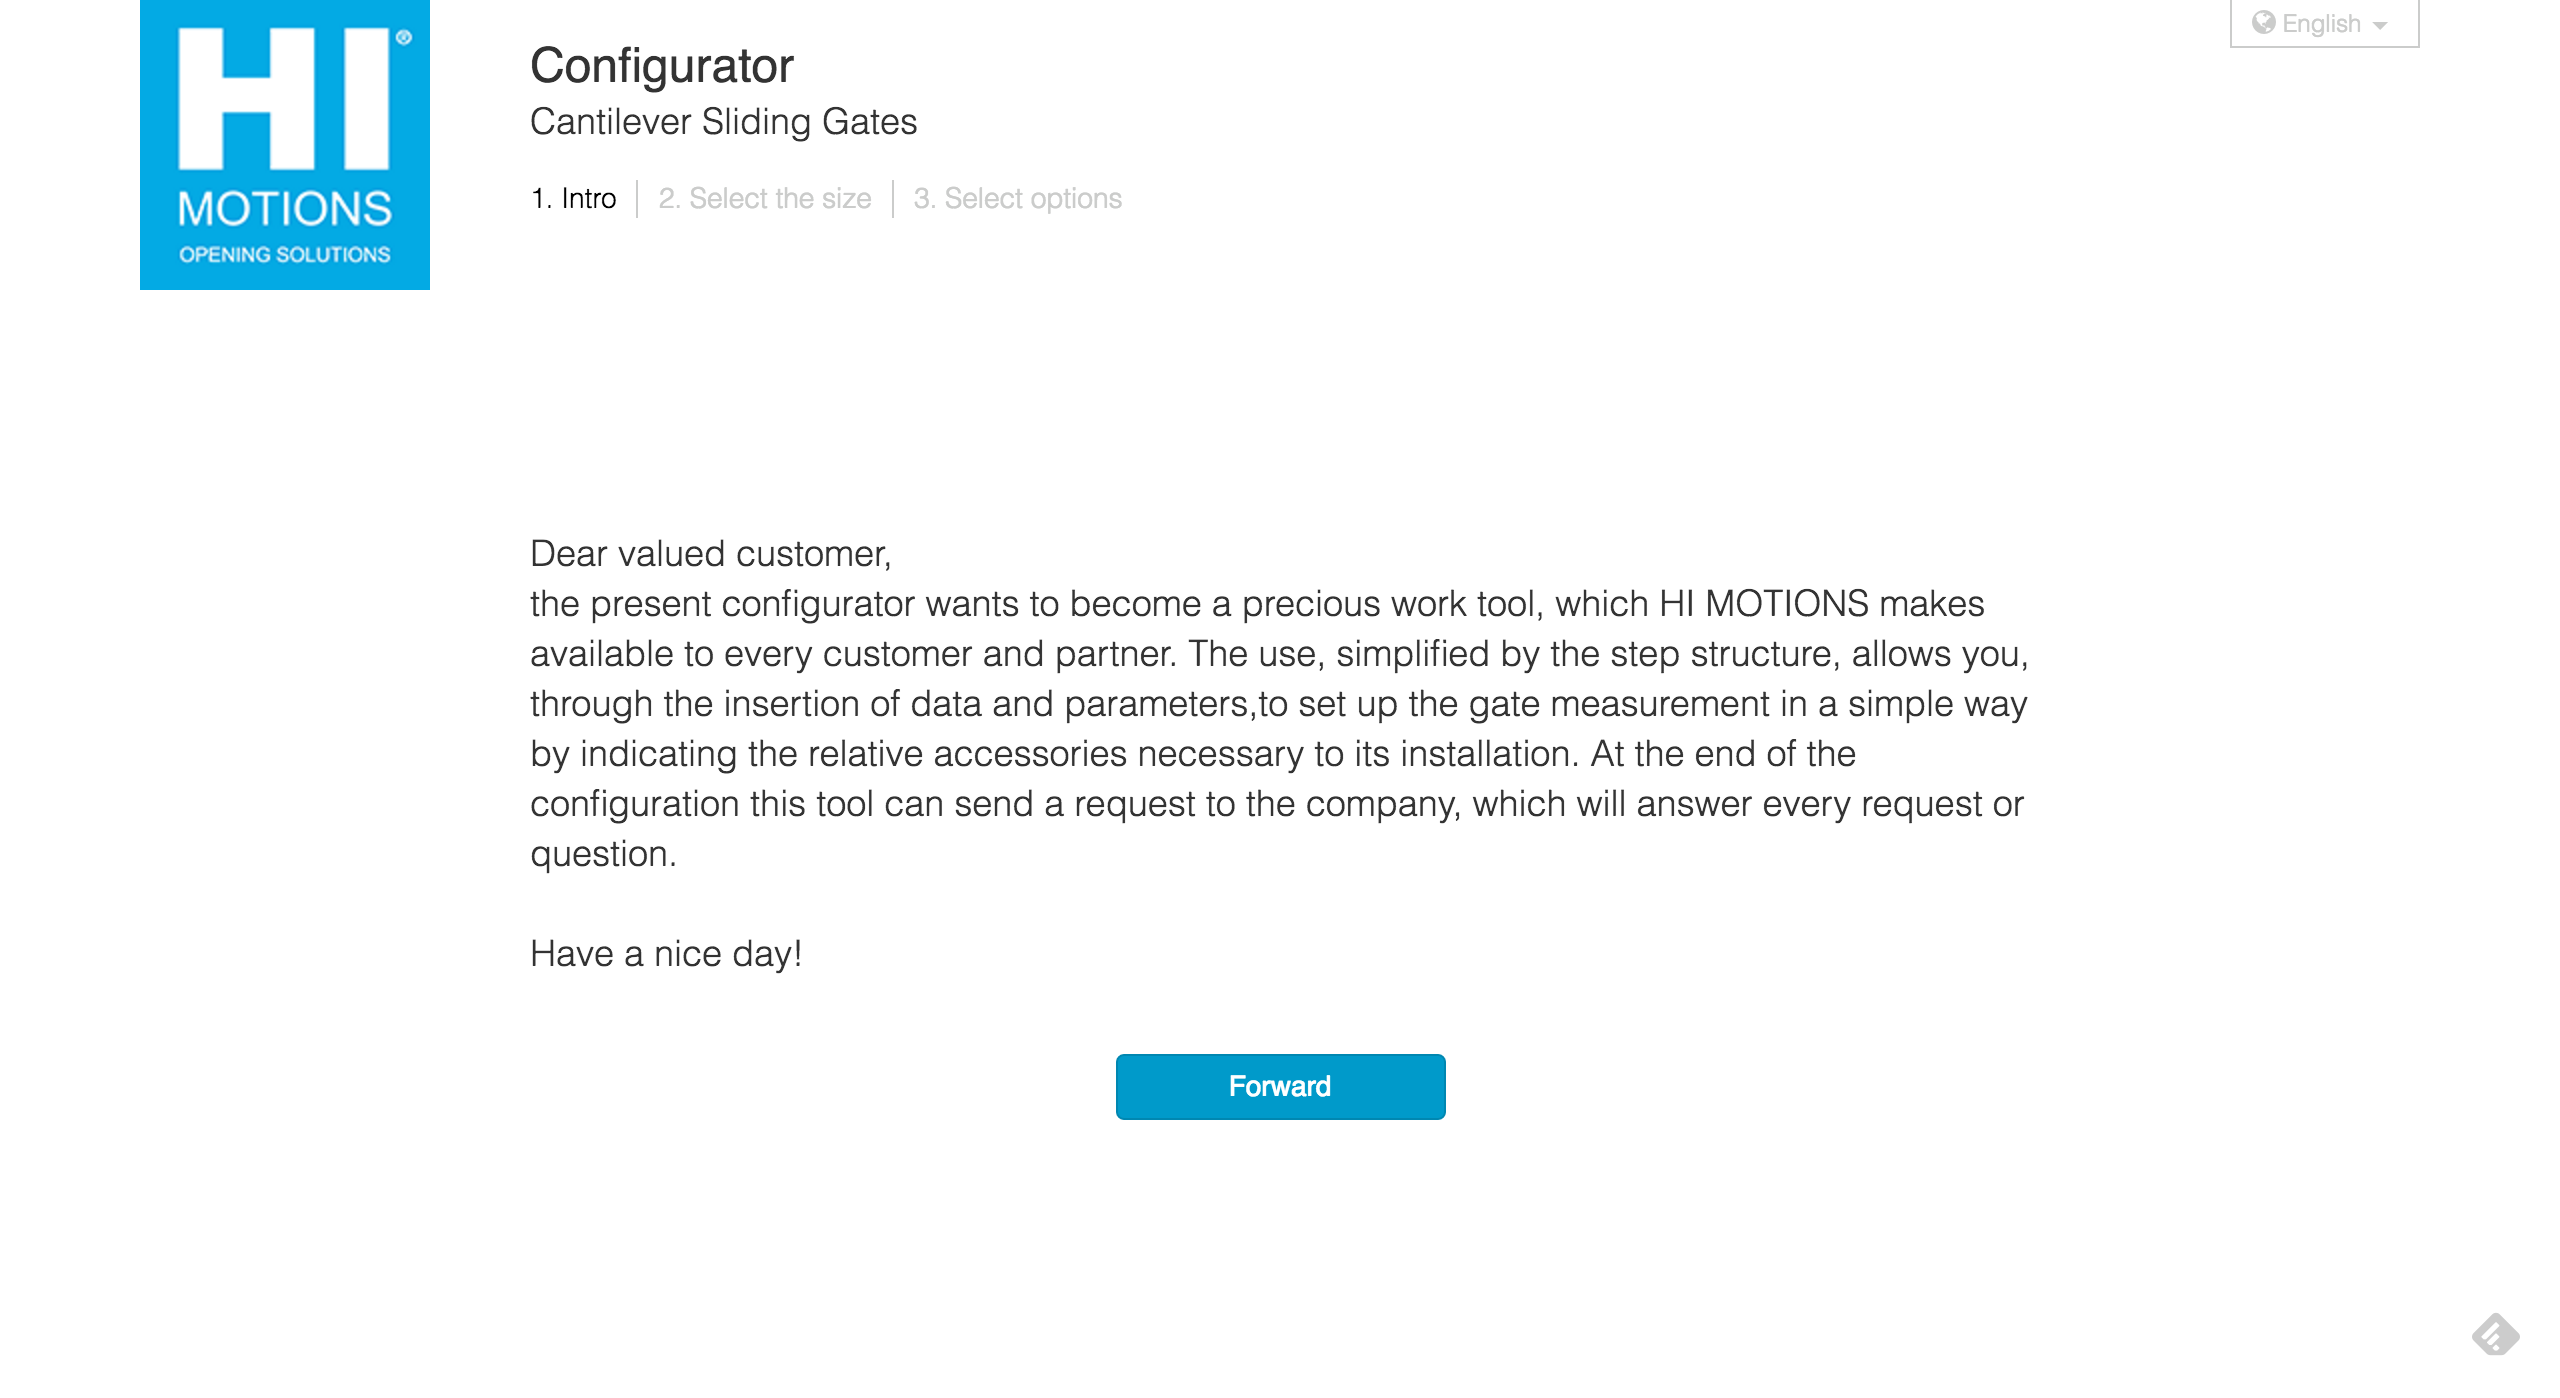 HI®
MOTIONS
OPENING SOLUTIONS
English
Configurator
Cantilever Sliding Gates
1. Intro
2. Select the size
3. Select options
Dear valued customer,
the present configurator wants to become a precious work tool, which HI MOTIONS makes
available to every customer and partner. The use, simplified by the step structure, allows you,
through the insertion of data and parameters,to set up the gate measurement in a simple way
by indicating the relative accessories necessary to its installation. At the end of the
configuration this tool can send a request to the company, which will answer every request or
question.
Have a nice day!
Forward